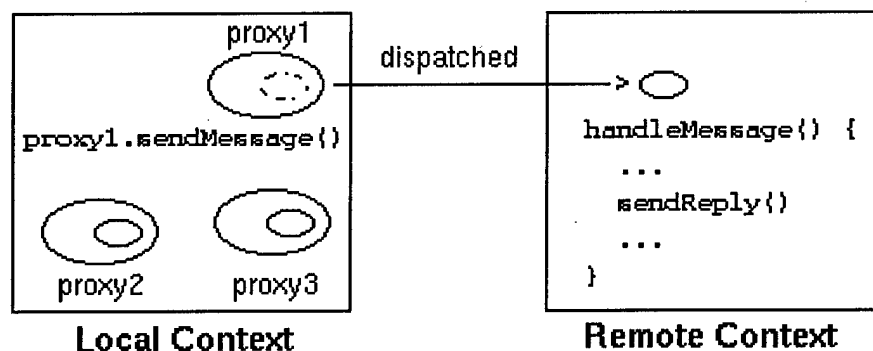 proxy1
dispatched
>
proxy1.sendMessage()
handleMessage() {
...
sendReply()
...
}
proxy2
proxy3
Local Context
Remote Context